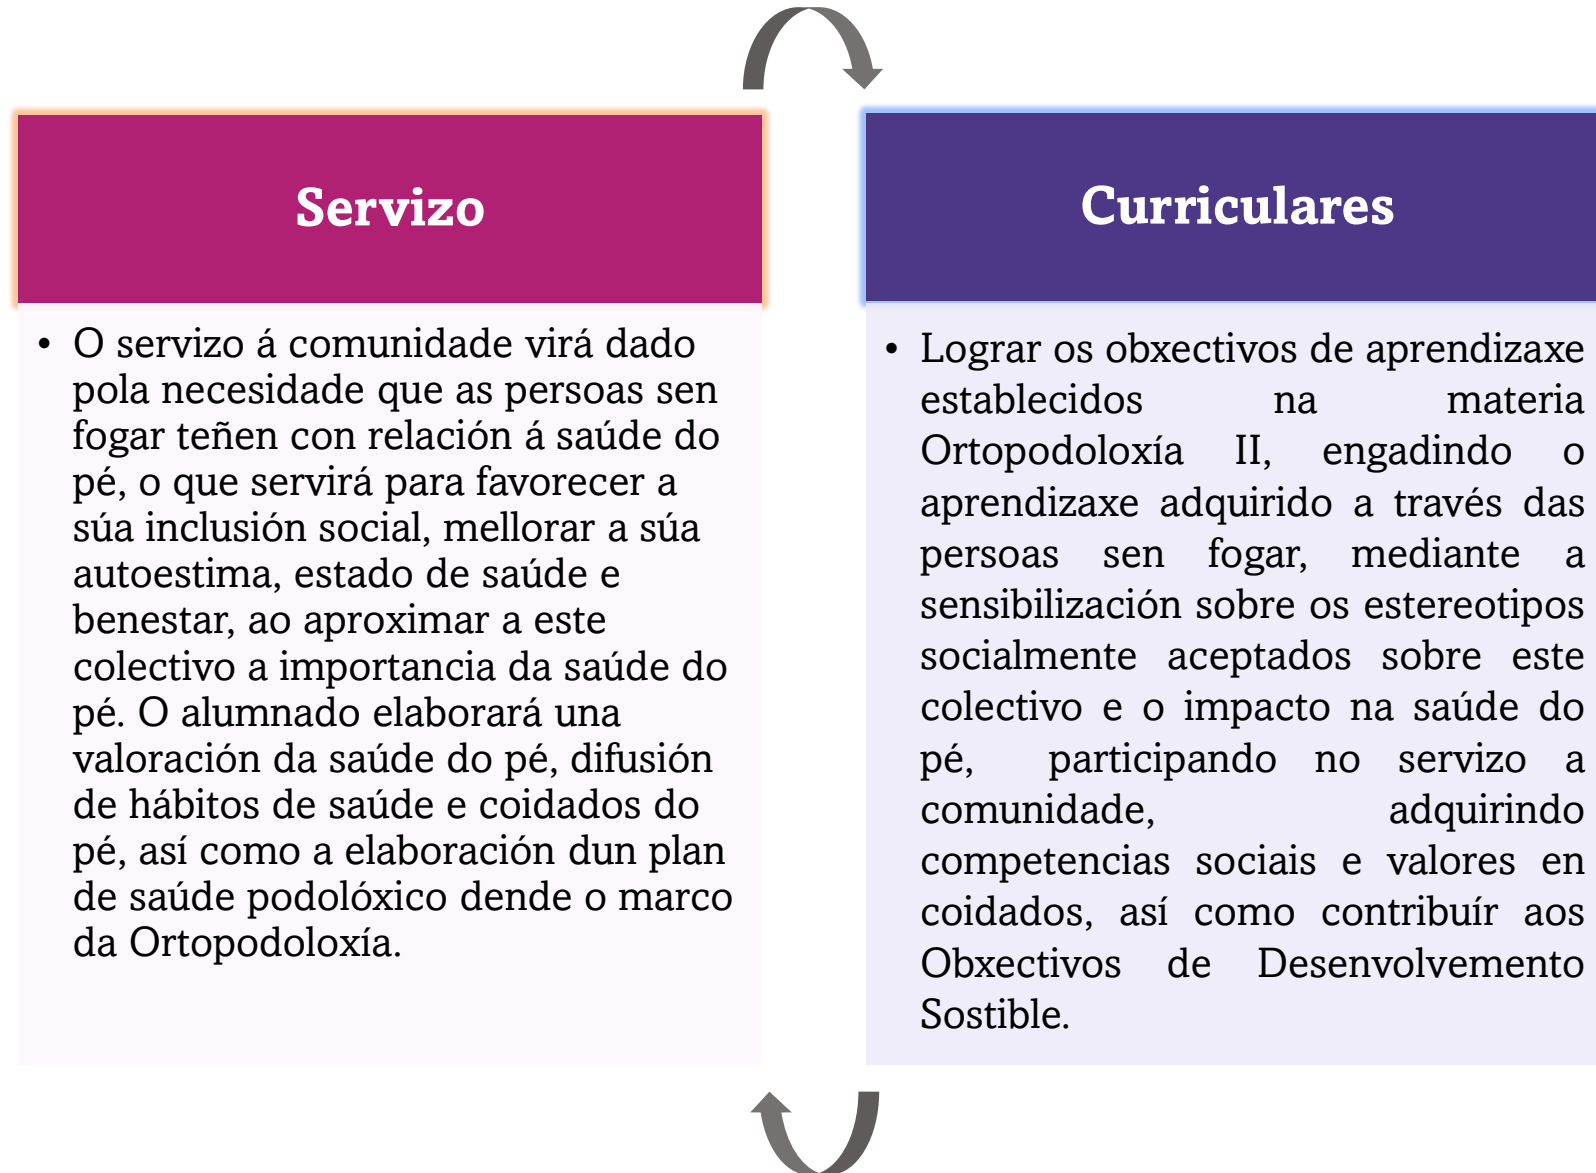 Servizo
• O servizo á comunidade virá dado
pola necesidade que as persoas sen
fogar teñen con relación á saúde do
pé, o que servirá para favorecer a
súa inclusión social, mellorar a súa
autoestima, estado de saúde e
benestar, ao aproximar a este
colectivo a importancia da saúde do
pé. O alumnado elaborará una
valoración da saúde do pé, difusión
de hábitos de saúde e coidados do
pé, así como a elaboración dun plan
de saúde podolóxico dende o marco
da Ortopodoloxía.
Curriculares
• Lograr os obxectivos de aprendizaxe
establecidos na materia
Ortopodoloxía II, engadindo o
aprendizaxe adquirido a través das
persoas sen fogar, mediante a
sensibilización sobre os estereotipos
socialmente aceptados sobre este
colectivo e o impacto na saúde do
pé, participando no servizo a
comunidade, adquirindo
competencias sociais e valores en
coidados, así como contribuír aos
Obxectivos de Desenvolvemento
Sostible.